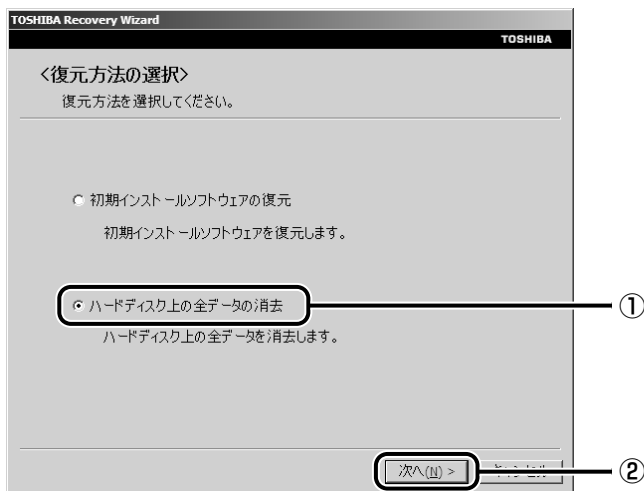 TOSHIBA Recovery Wizard
TOSHIBA
<復元方法の選択>
復元方法を選択してください。
初期インストールソフトウェアの復元
初期インストールソフトウェアを復元します。
ハードディスク上の全データの消去
①
ハードディスク上の全データを消去します。
次へ(N) >
キャンセル
②